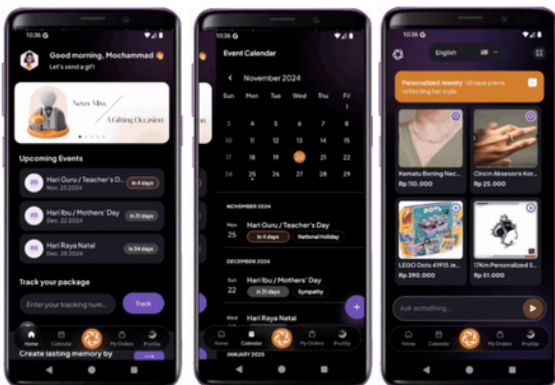 10:36 G
Good morning, Mochammad 👋
Let's send a gift
Never Miss
A Gifting Occasion
Upcoming Events
Hari Guru / Teacher's D...
Nov. 25 2024
in 4 days
Hari Ibu / Mothers' Day
Dec. 22 2024
in 31 days
Hari Raya Natal
Dec. 25 2024
in 34 days
Track your package
Enter your tracking num...
Track
Home
Calendar
My Orders
Profile
Create lasting memory by
10:36 G
Event Calendar
November 2024
Sun Mon Tue Wed Thu Fri
1
3 4 5 6 7 8
10 11 12 13 14 15
17 18 19 20 21 22
24 25 26 27 28 29
NOVEMBER 2024
Mon
25
Hari Guru / Teacher's Day
in 4 days
National Holiday
DECEMBER 2024
Sun
22
Hari Ibu / Mothers' Day
in 31 days
Sympathy
Wed
Hari Raya Natal
+
JANUARY 2025
Home
Calendar
My Orders
Profile
10:36 G
English
Personalized Jewelry Unique piece
reflecting her style.
Kematu Bening Nec...
Rp 110.000
Cincin Aksesoris Kor...
Rp 25.000
LEGO Dots 41915 Je...
Rp 390.000
17Km Personalized S...
Rp 51.000
Ask something...
Home
Calendar
My Orders
Profile